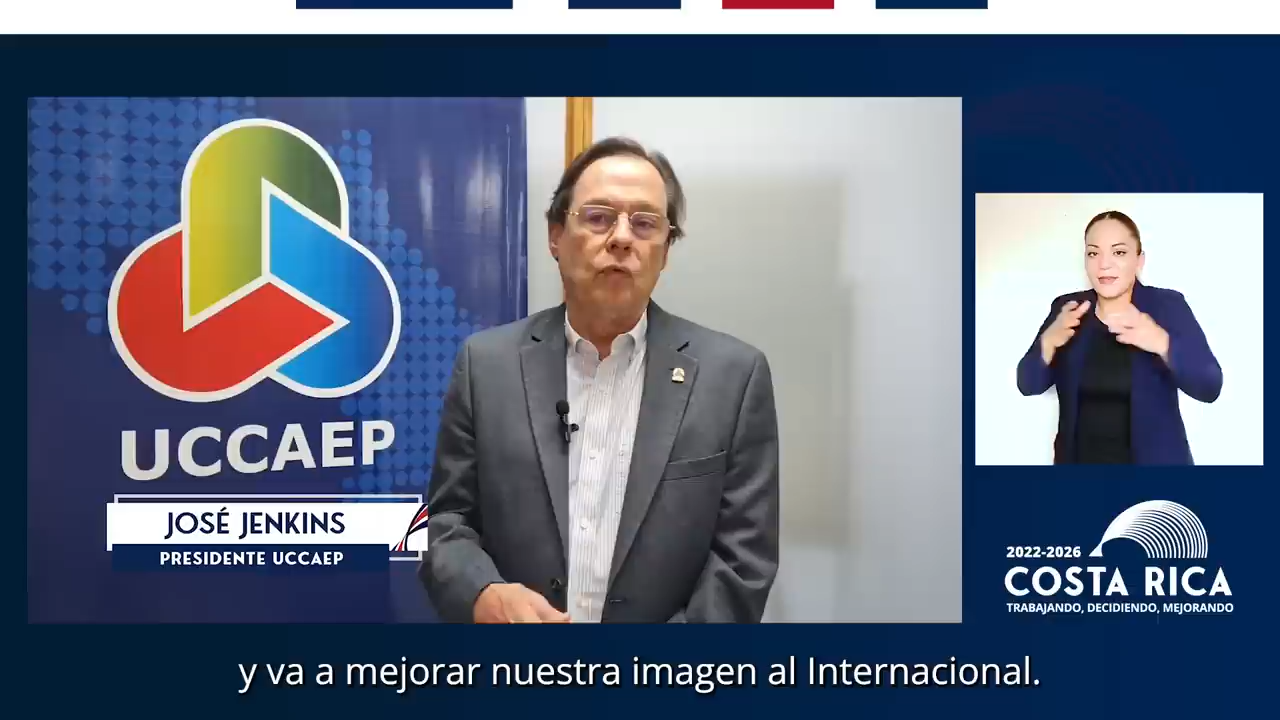 UCCAEP
JOSÉ JENKINS
PRESIDENTE UCCAEP
2022-2026
COSTA RICA
TRABAJANDO, DECIDIENDO, MEJORANDO
y va a mejorar nuestra imagen al Internacional.